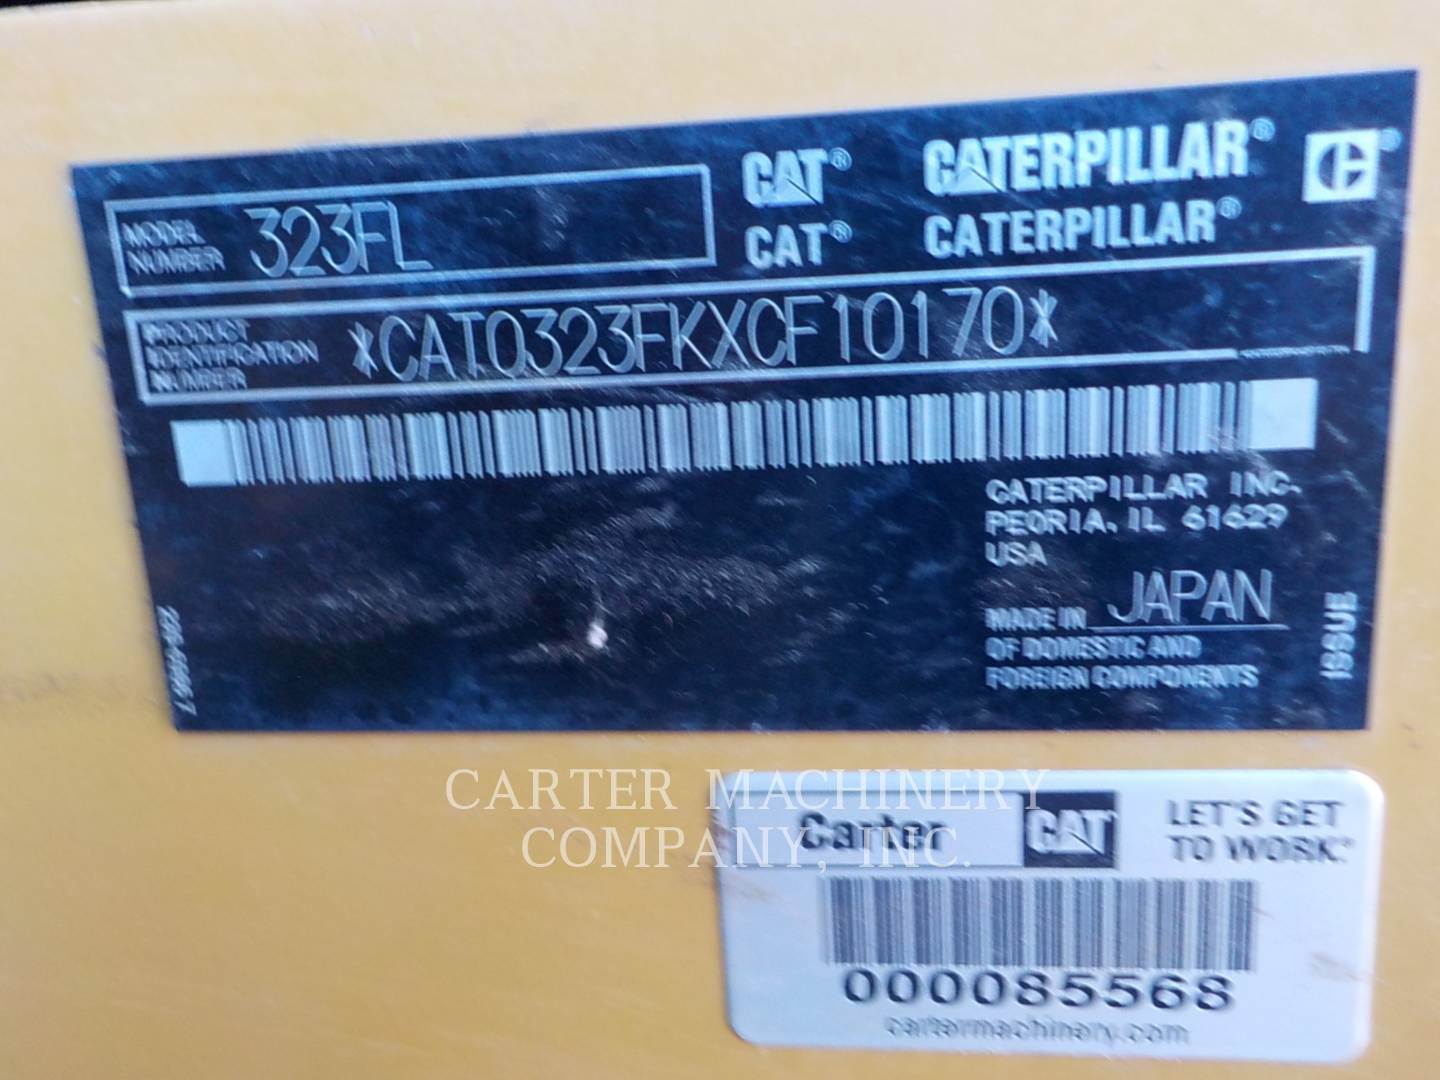 CAT® CATERPILLAR®
CAT® CATERPILLAR®
MODEL NUMBER 323FL
PRODUCT IDENTIFICATION NUMBER *CAT0323FKXCF10170*
CATERPILLAR INC.
PEORIA, IL 61629
USA
MADE IN JAPAN
OF DOMESTIC AND
FOREIGN COMPONENTS
ISSUE
CARTER MACHINERY
COMPANY, INC.
Carter CAT
LET'S GET
TO WORK.
000085568
cartermachinery.com